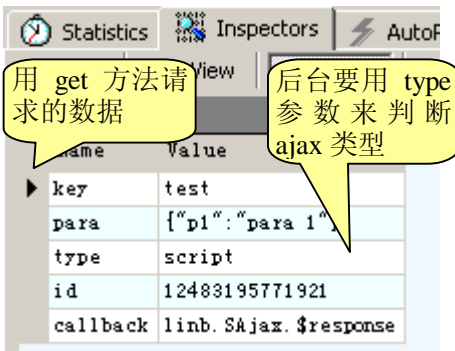 Statistics Inspectors AutoP
View
用 get 方法请
求的数据
后台要用 type
参数来判断
ajax 类型
Name Value
key test
para {"p1":"para 1"
type script
id 12483195771921
callback linb.SAjax.$response